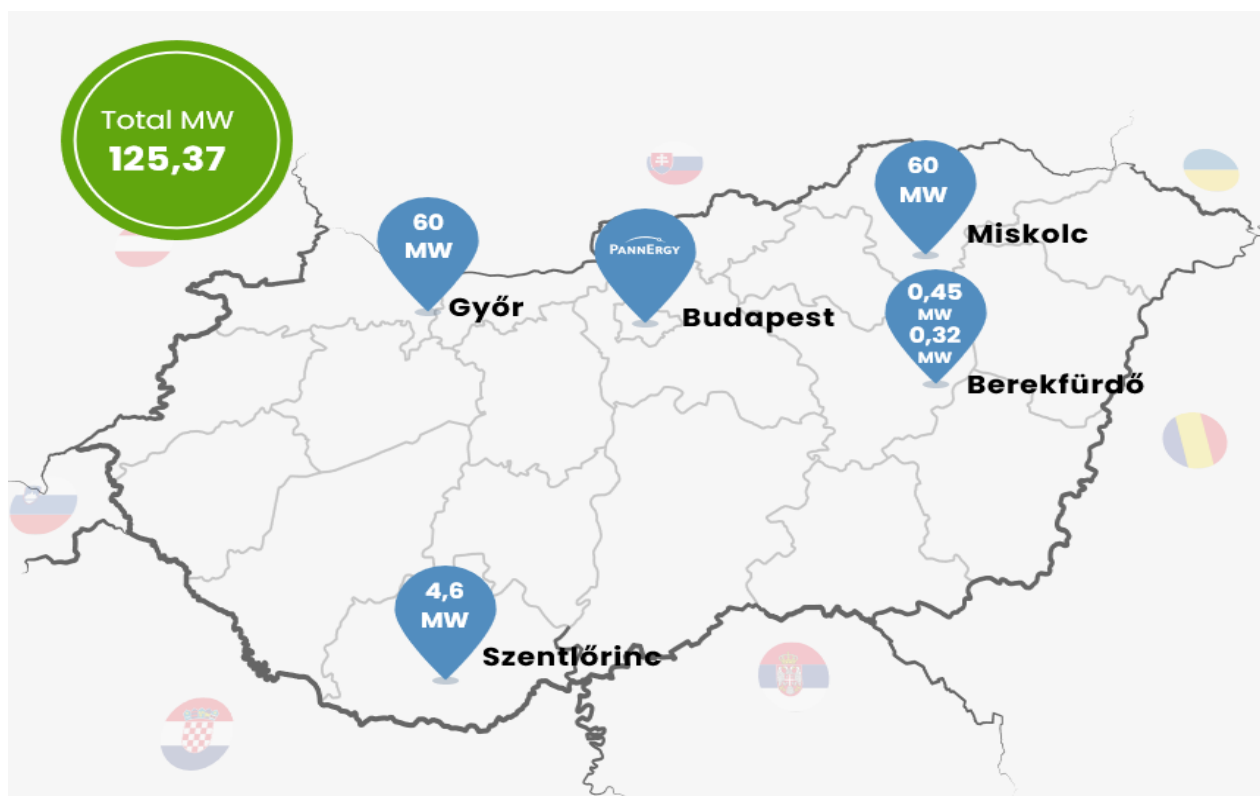 Total MW
125,37
60
MW
Győr
PANNERGY
Budapest
60
MW
Miskolc
0,45
MW
0,32
MW
Berekfürdő
4,6
MW
Szentlőrinc